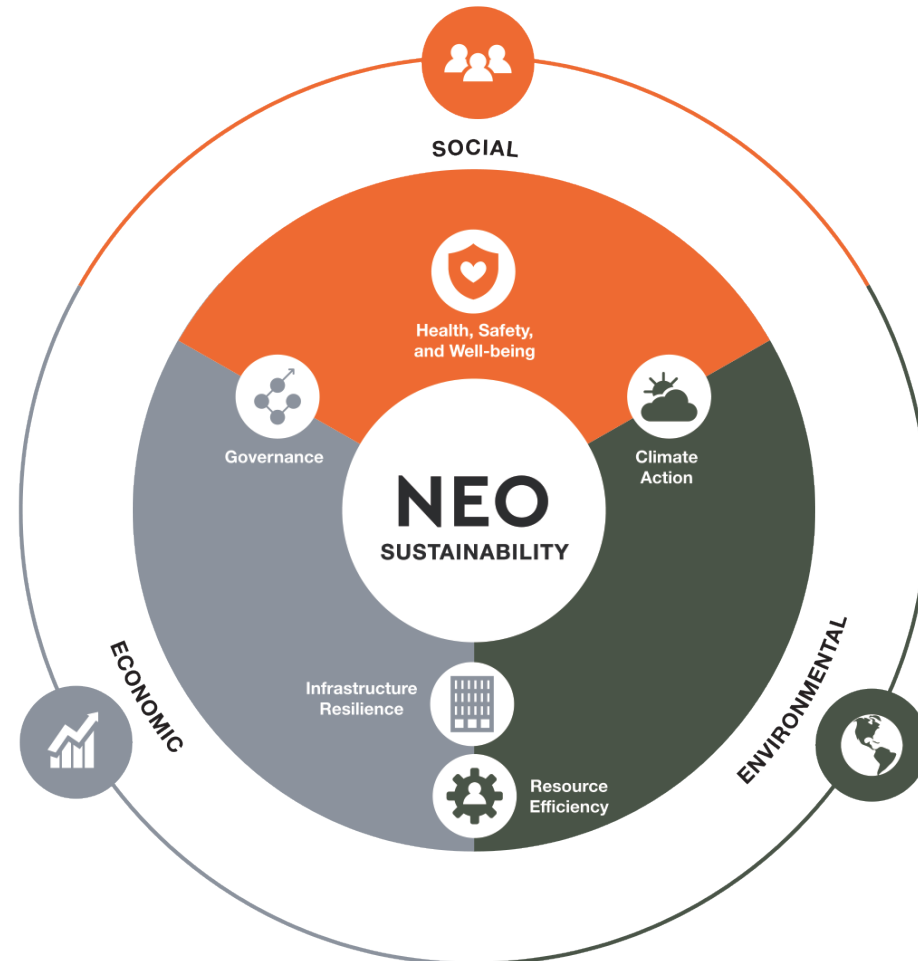 SOCIAL
Health, Safety,
and Well-being
Governance
Climate
Action
NEO
SUSTAINABILITY
ECONOMIC
ENVIRONMENTAL
Infrastructure
Resilience
Resource
Efficiency